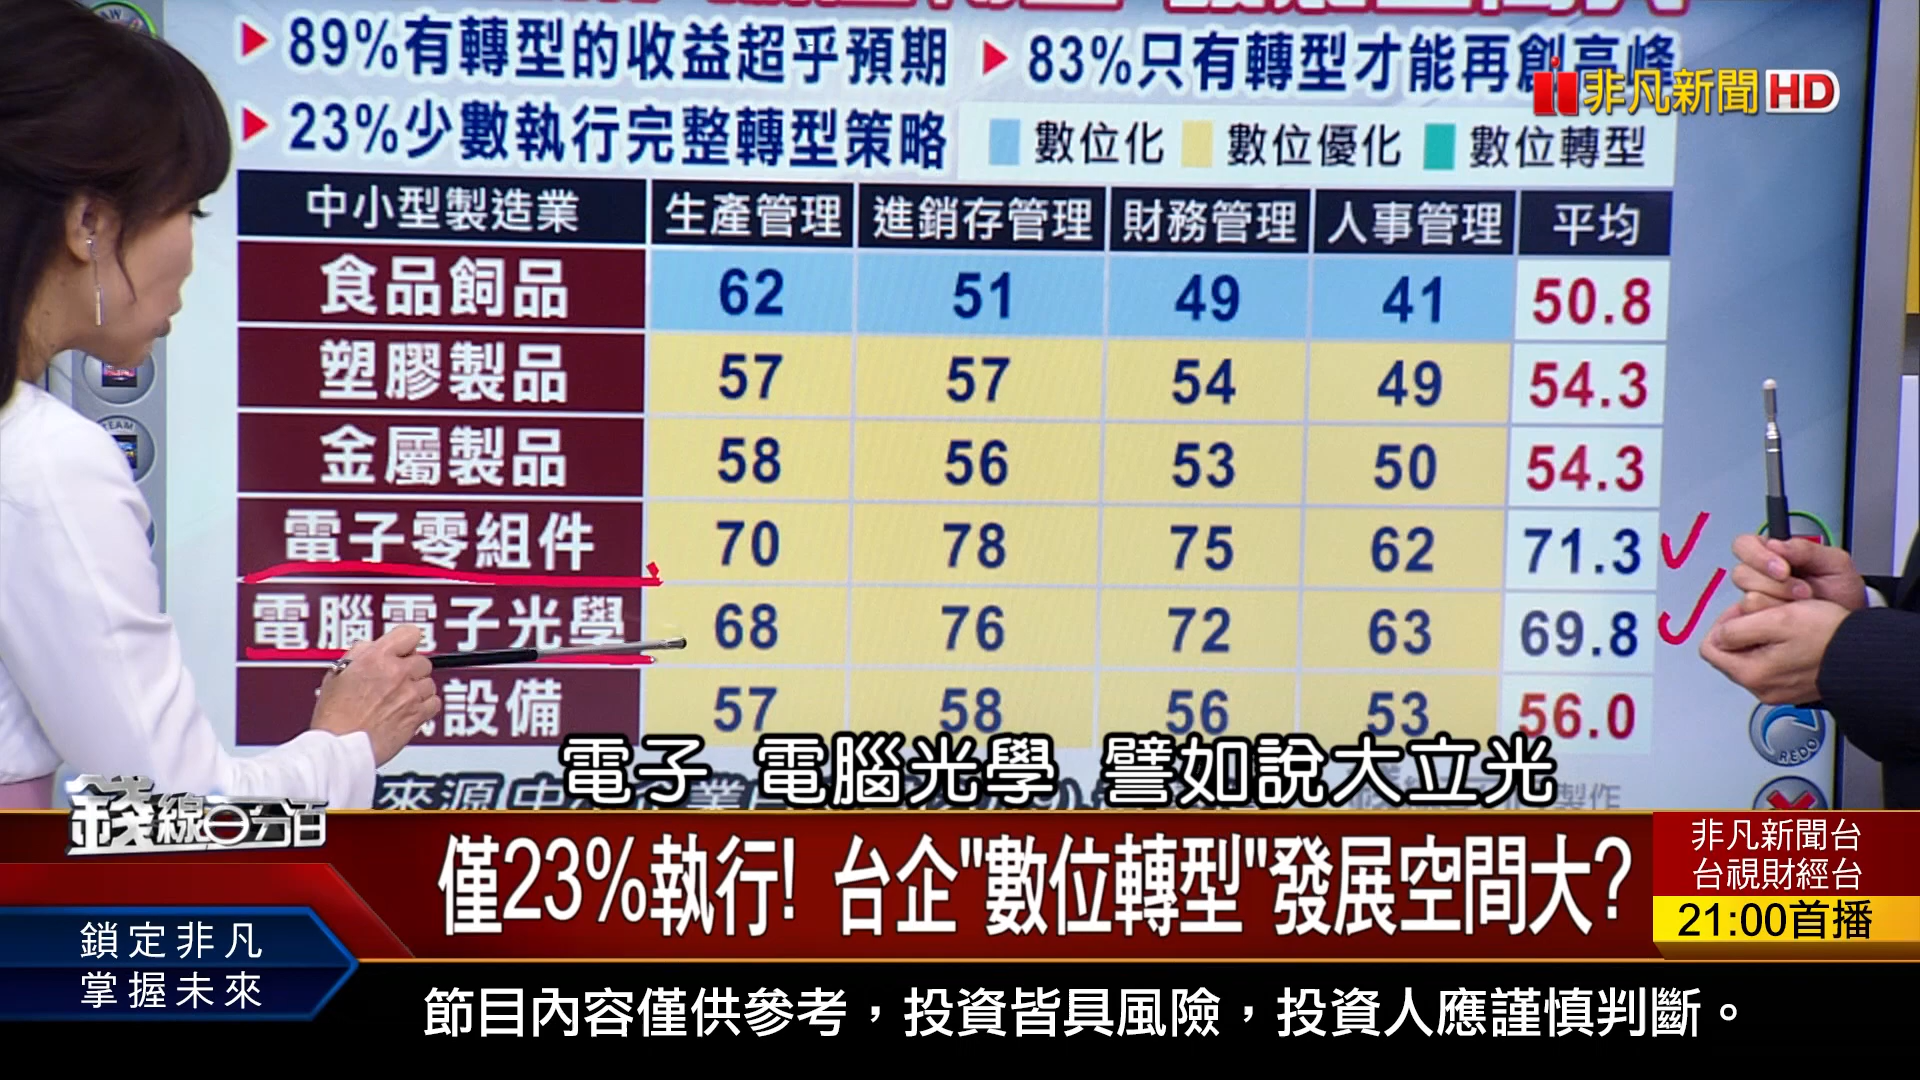 89%有轉型的收益超乎預期
83%只有轉型才能再創高峰
非凡新聞HD
23%少數執行完整轉型策略
數位化 數位優化 數位轉型
中小型製造業 生產管理 進銷存管理 財務管理 人事管理 平均
食品飼品 62 51 49 41 50.8
塑膠製品 57 57 54 49 54.3
金屬製品 58 56 53 50 54.3
電子零組件 70 78 75 62 71.3
電腦電子光學 68 76 72 63 69.8
設備 57 58 56 53 56.0
REDO
電子 電腦光學 譬如說大立光
來源
製作
錢線百分百
僅23%執行! 台企"數位轉型"發展空間大?
非凡新聞台
台視財經台
21:00首播
鎖定非凡
掌握未來
節目內容僅供參考，投資皆具風險，投資人應謹慎判斷。